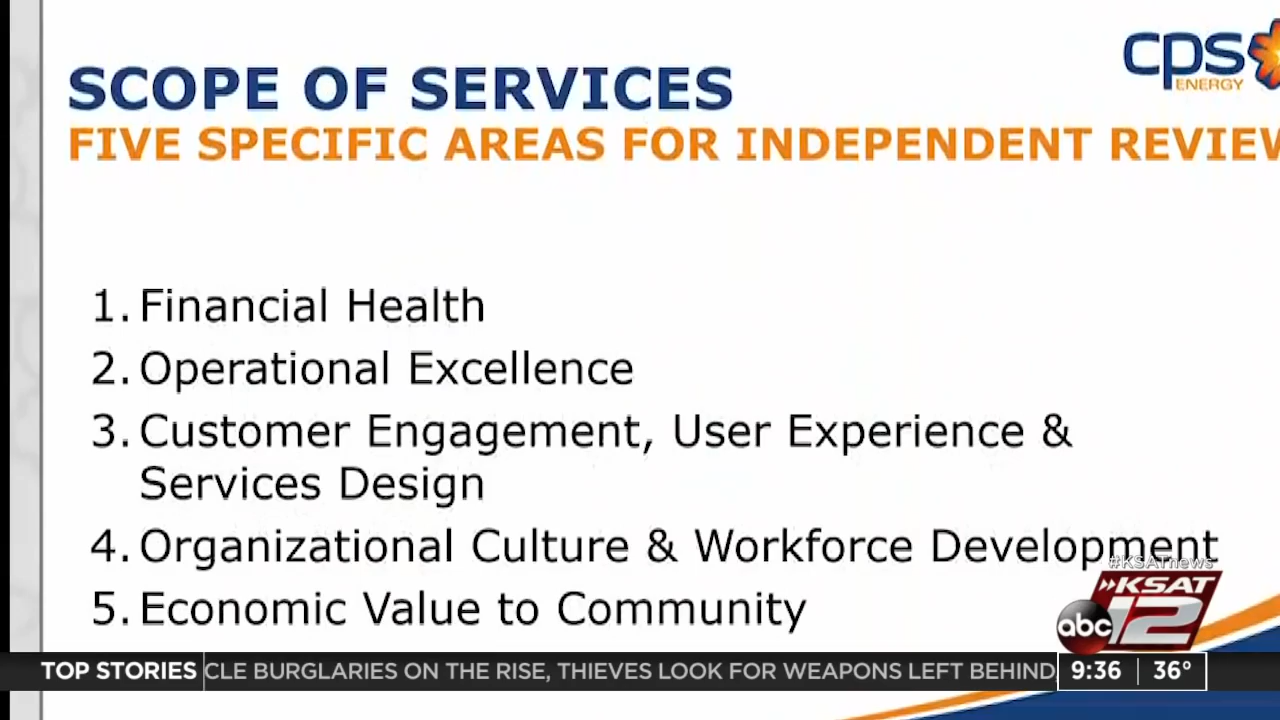 cps
ENERGY
SCOPE OF SERVICES
FIVE SPECIFIC AREAS FOR INDEPENDENT REVIEW
1. Financial Health
2. Operational Excellence
3. Customer Engagement, User Experience &
Services Design
4. Organizational Culture & Workforce Development
5. Economic Value to Community
#KSATnews
KSAT
abc 12
TOP STORIES CLE BURGLARIES ON THE RISE, THIEVES LOOK FOR WEAPONS LEFT BEHIND, 9:36 36°